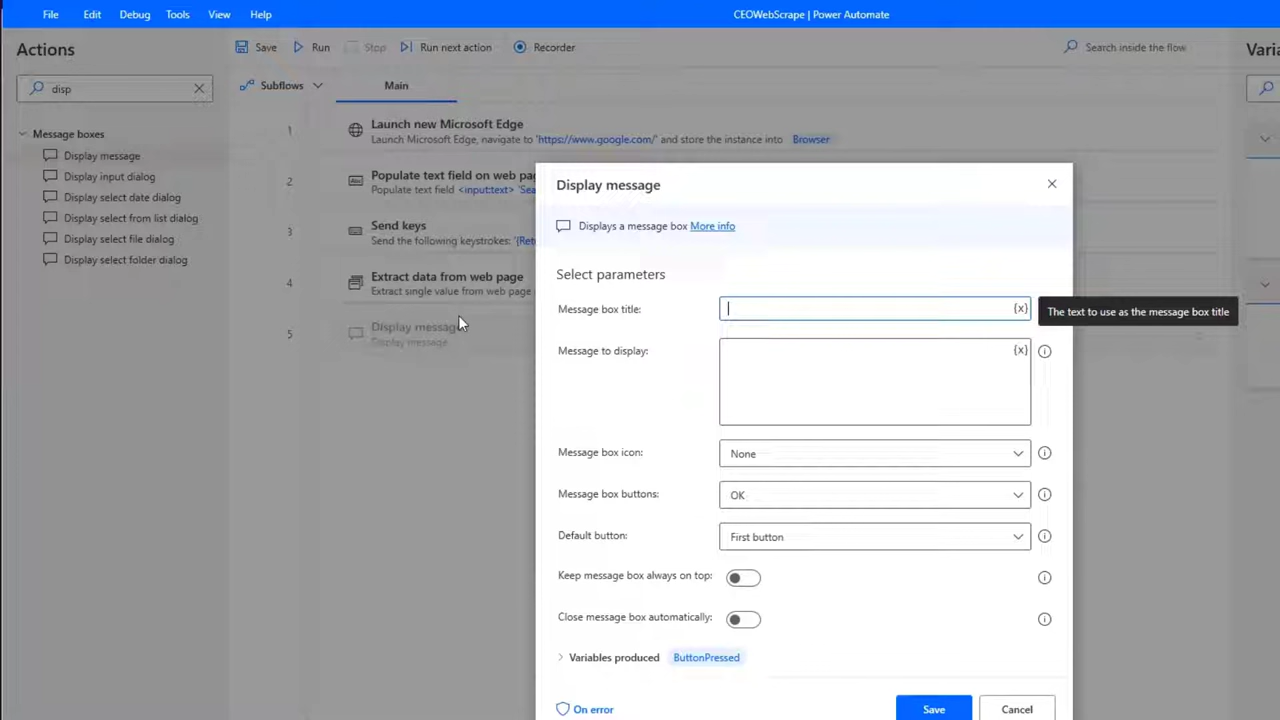 File Edit Debug Tools View Help CEOWebScrape | Power Automate
Actions
Save Run Stop Run next action Recorder Search inside the flow
disp
Subflows Main
Message boxes
Display message
Display input dialog
Display select date dialog
Display select from list dialog
Display select file dialog
Display select folder dialog
1 Launch new Microsoft Edge
Launch Microsoft Edge, navigate to 'https://www.google.com/' and store the instance into Browser
2 Populate text field on web
Populate text field <input:text>
3 Send keys
Send the following keystrokes:
4 Extract data from web page
Extract single value from web page
5 Display message
Display message
Display message
Displays a message box More info
Select parameters
Message box title: {x}
The text to use as the message box title
Message to display: {x}
Message box icon: None
Message box buttons: OK
Default button: First button
Keep message box always on top:
Close message box automatically:
Variables produced ButtonPressed
On error Save Cancel